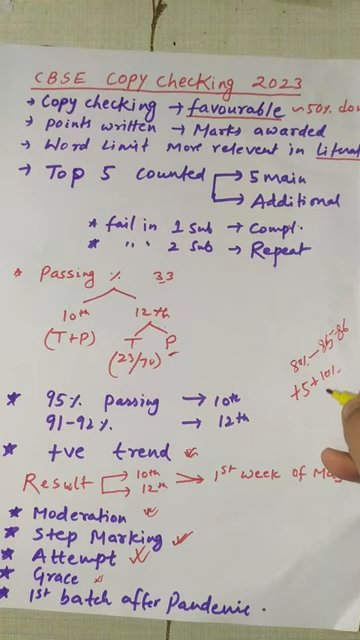 CBSE Copy Checking 2023
→ Copy checking → favourable ~50% dou
→ Points written → Marks awarded
→ Word Limit More relevent in Litera
→ Top 5 Counted → 5 main
→ Additional
* fail in 1 Sub → Compt.
* " " 2 Sub → Repeat
* Passing % 33
10th 12th
(T+P) T P
(23/70)
80% - 85-86
+5+10%
* 95% Passing → 10th
91-92% → 12th
* +ve trend
Result → 10th → 1st week of Ma
→ 12th
* Moderation
* Step Marking
* Attempt
* Grace
* 1st batch after Pandemic.